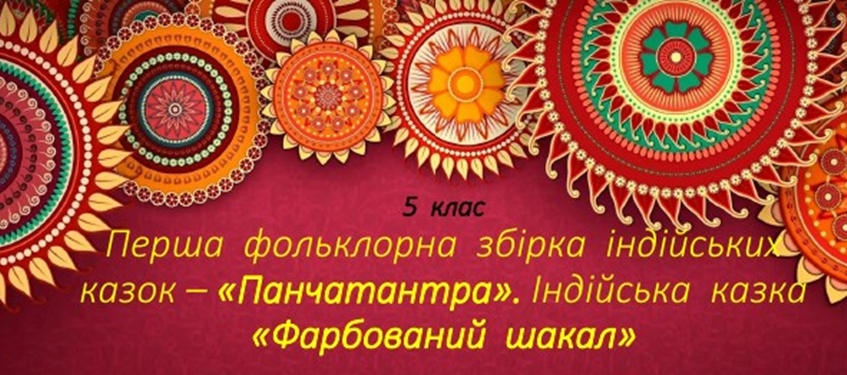 5 клас
Перша фольклорна збірка індійських
казок – «Панчатантра». Індійська казка
«Фарбований шакал»